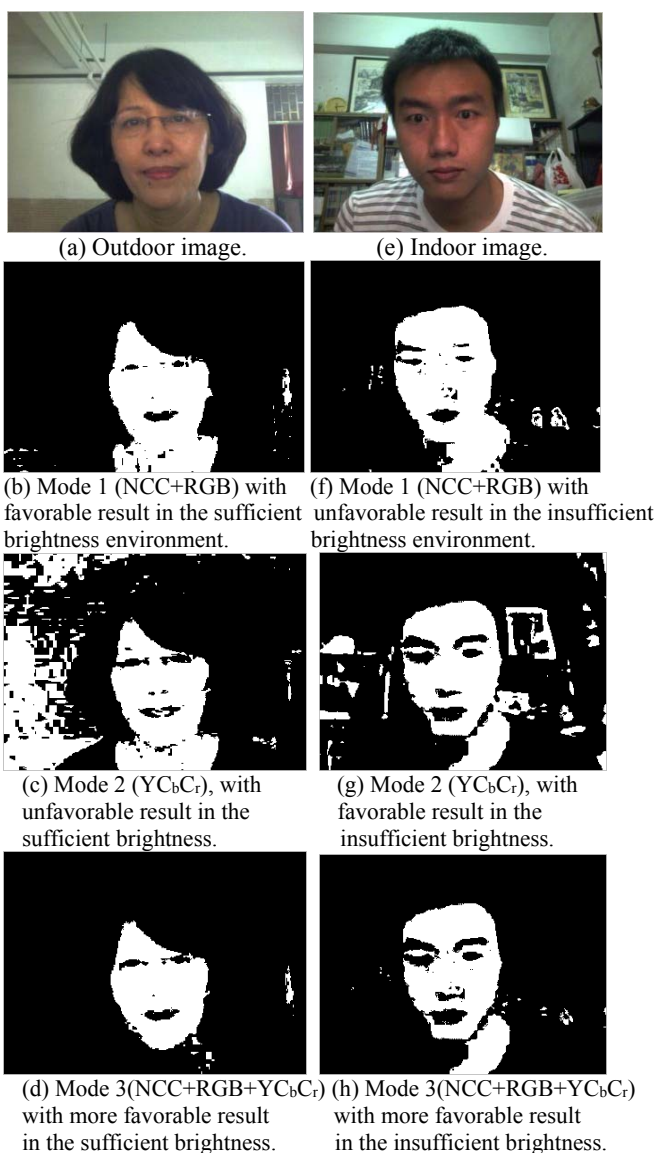 (a) Outdoor image.
(e) Indoor image.
(b) Mode 1 (NCC+RGB) with
favorable result in the sufficient
brightness environment.
(f) Mode 1 (NCC+RGB) with
unfavorable result in the insufficient
brightness environment.
(c) Mode 2 (YCbCr), with
unfavorable result in the
sufficient brightness.
(g) Mode 2 (YCbCr), with
favorable result in the
insufficient brightness.
(d) Mode 3(NCC+RGB+YCbCr)
with more favorable result
in the sufficient brightness.
(h) Mode 3(NCC+RGB+YCbCr)
with more favorable result
in the insufficient brightness.